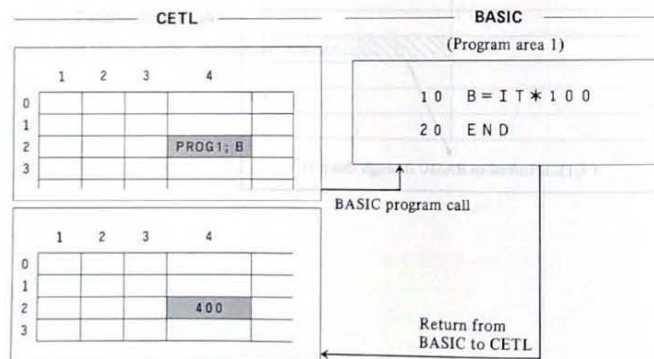 CETL
BASIC
(Program area 1)
1 2 3 4
0
1
2 PROG1; B
3
10 B=IT*100
20 END
BASIC program call
1 2 3 4
0
1
2 400
3
Return from
BASIC to CETL